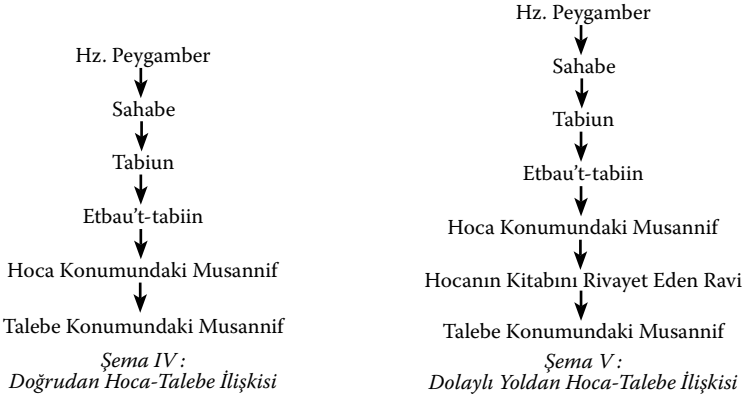 Hz. Peygamber
Sahabe
Tabiun
Etbau't-tabiin
Hoca Konumundaki Musannif
Talebe Konumundaki Musannif
Şema IV :
Doğrudan Hoca-Talebe İlişkisi
Hz. Peygamber
Sahabe
Tabiun
Etbau't-tabiin
Hoca Konumundaki Musannif
Hocanın Kitabını Rivayet Eden Ravi
Talebe Konumundaki Musannif
Şema V :
Dolaylı Yoldan Hoca-Talebe İlişkisi